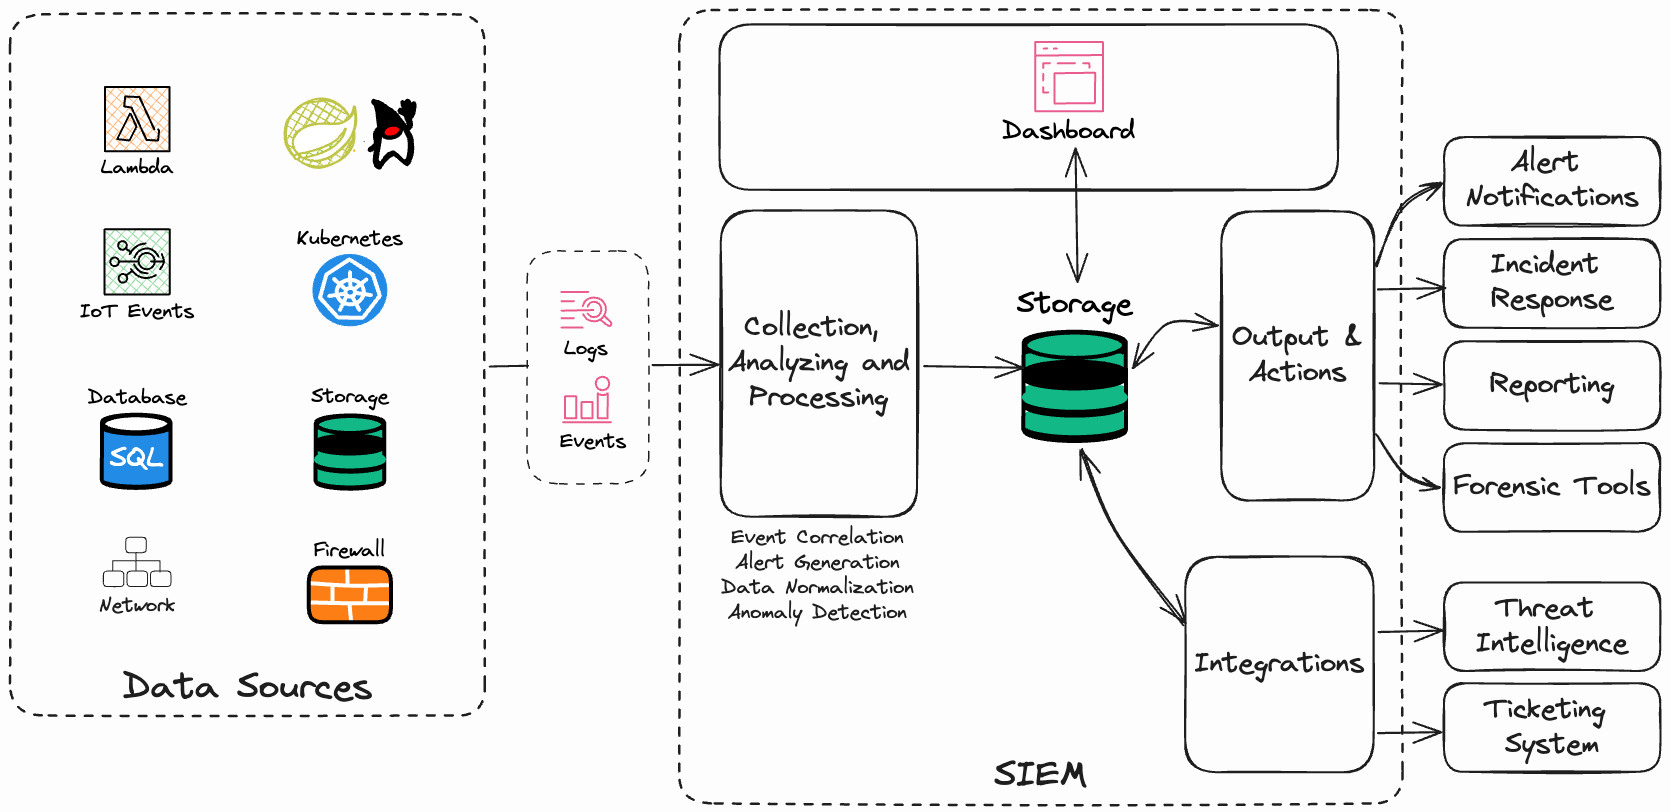 Lambda
IoT Events
Kubernetes
Database
SQL
Storage
Network
Firewall
Data Sources
Logs
Events
Dashboard
Collection,
Analyzing and
Processing
Event Correlation
Alert Generation
Data Normalization
Anomaly Detection
Storage
Output &
Actions
Integrations
SIEM
Alert
Notifications
Incident
Response
Reporting
Forensic Tools
Threat
Intelligence
Ticketing
System